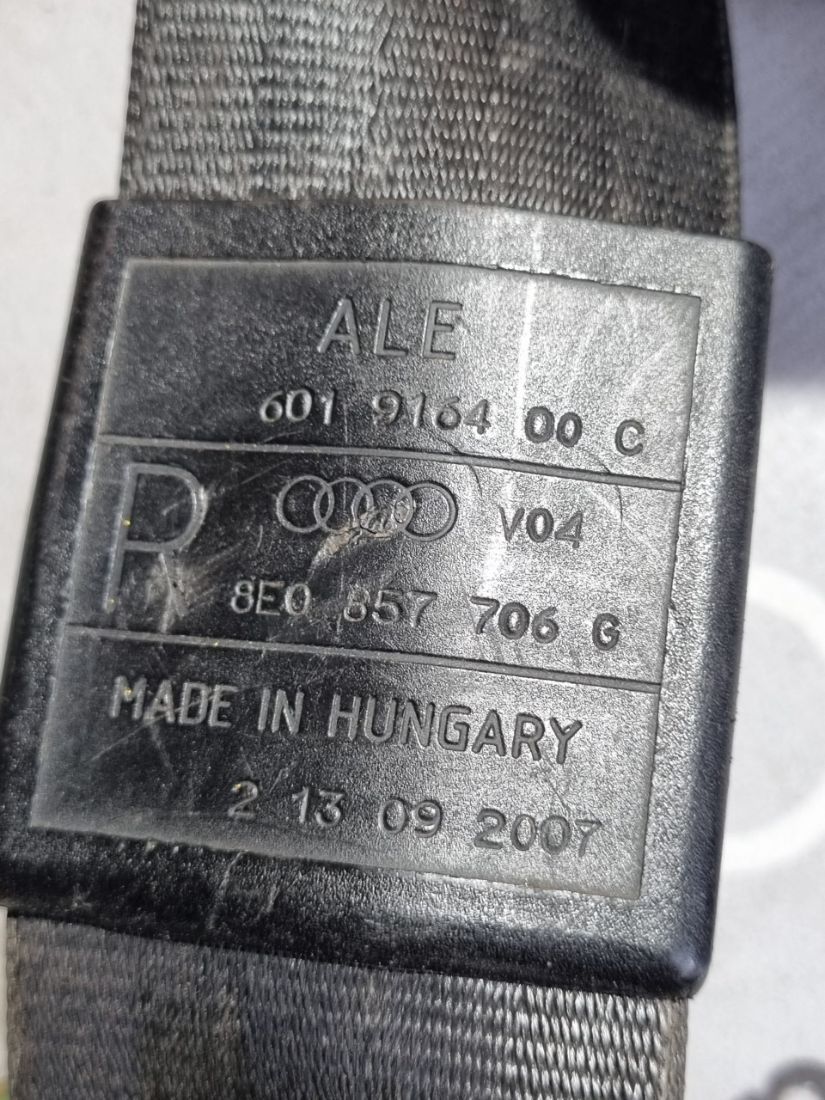 ALE
601 9164 00 C
R V04
8E0 857 706 G
MADE IN HUNGARY
2 13 09 2007